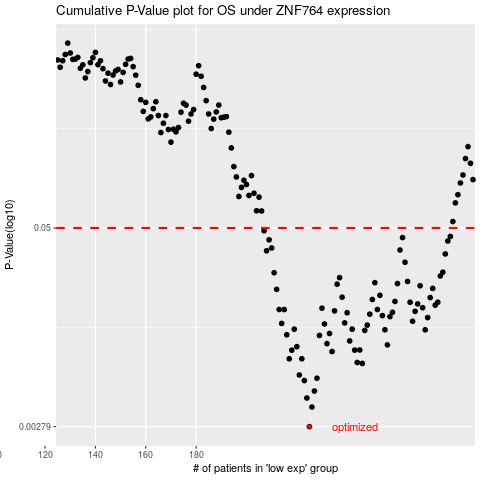 Cumulative P-Value plot for OS under ZNF764 expression
P-Value(log10)
0.05
0.00279
optimized
0 120 140 160 180
# of patients in 'low exp' group